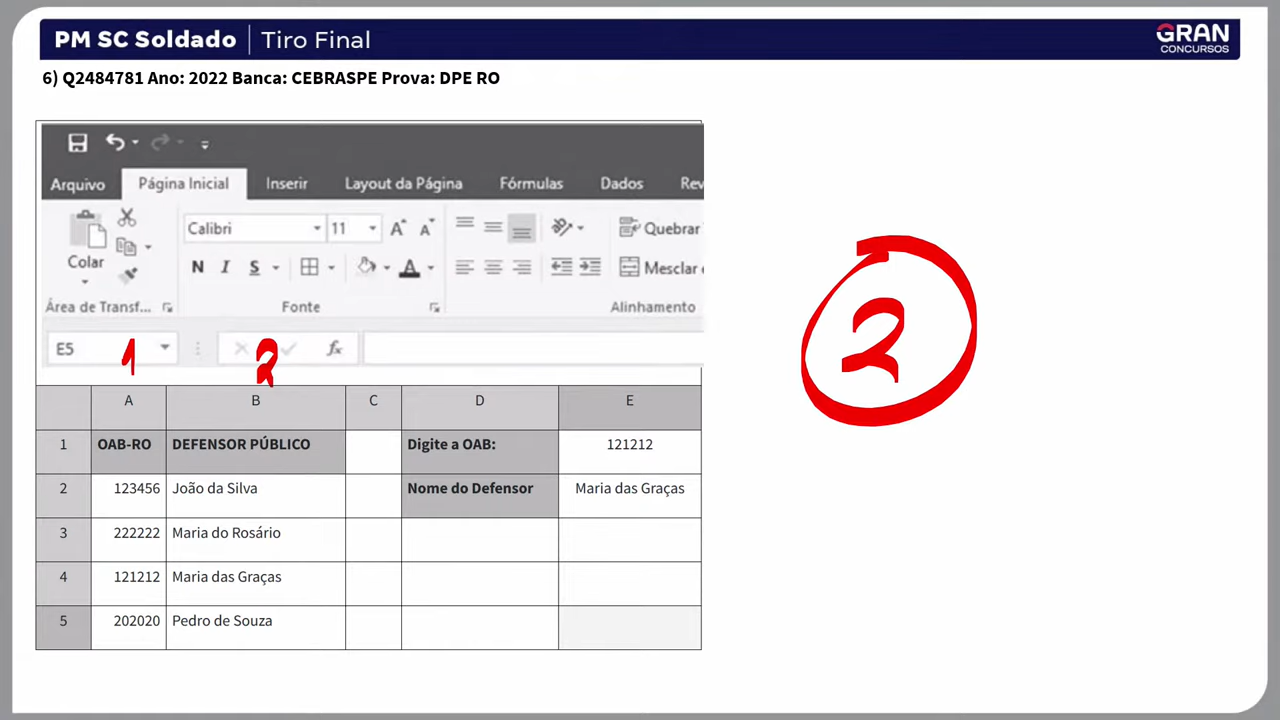 PM SC Soldado | Tiro Final
GRAN
CONCURSOS
6) Q2484781 Ano: 2022 Banca: CEBRASPE Prova: DPE RO
Arquivo Página Inicial Inserir Layout da Página Fórmulas Dados Rev
Colar Calibri 11 Quebrar
N I S A Mesclar
Área de Transf... Fonte Alinhamento
E5 fx
1 2
2
A B C D E
1 OAB-RO DEFENSOR PÚBLICO Digite a OAB: 121212
2 123456 João da Silva Nome do Defensor Maria das Graças
3 222222 Maria do Rosário
4 121212 Maria das Graças
5 202020 Pedro de Souza